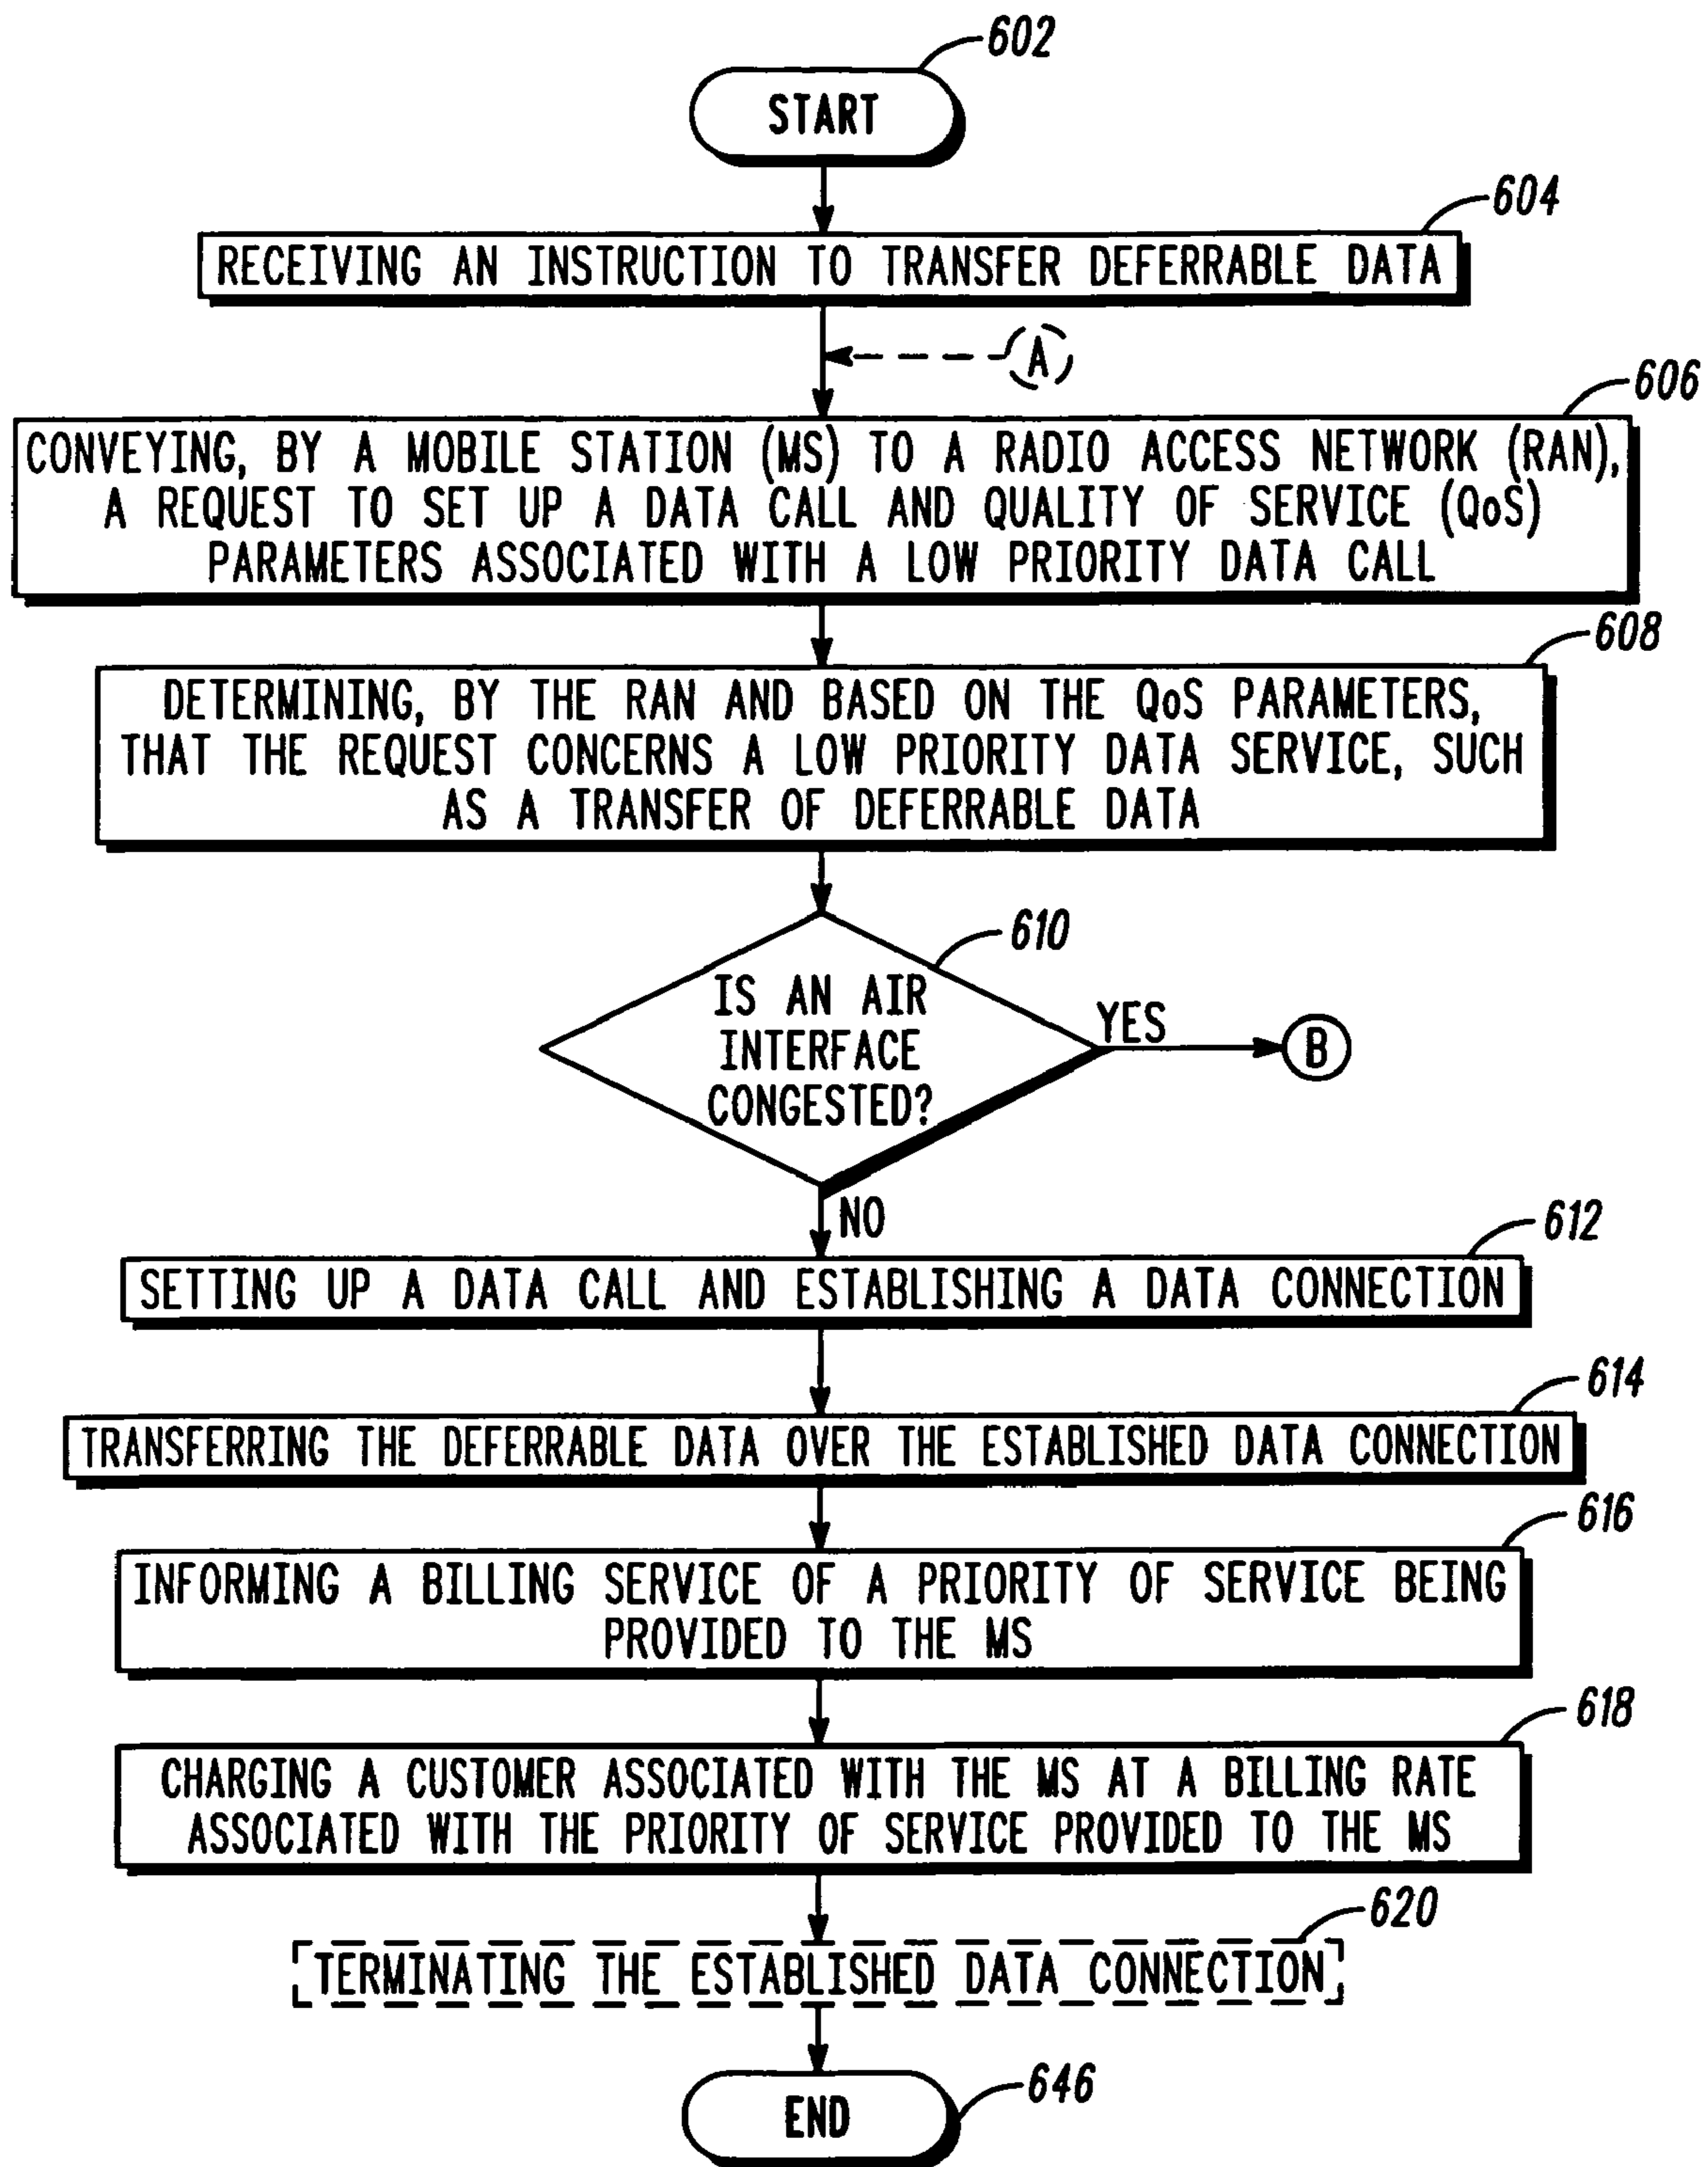 602
START
604
RECEIVING AN INSTRUCTION TO TRANSFER DEFERRABLE DATA
A
606
CONVEYING, BY A MOBILE STATION (MS) TO A RADIO ACCESS NETWORK (RAN),
A REQUEST TO SET UP A DATA CALL AND QUALITY OF SERVICE (QoS)
PARAMETERS ASSOCIATED WITH A LOW PRIORITY DATA CALL
608
DETERMINING, BY THE RAN AND BASED ON THE QoS PARAMETERS,
THAT THE REQUEST CONCERNS A LOW PRIORITY DATA SERVICE, SUCH
AS A TRANSFER OF DEFERRABLE DATA
610
IS AN AIR
INTERFACE
CONGESTED?
YES
B
NO
612
SETTING UP A DATA CALL AND ESTABLISHING A DATA CONNECTION
614
TRANSFERRING THE DEFERRABLE DATA OVER THE ESTABLISHED DATA CONNECTION
616
INFORMING A BILLING SERVICE OF A PRIORITY OF SERVICE BEING
PROVIDED TO THE MS
618
CHARGING A CUSTOMER ASSOCIATED WITH THE MS AT A BILLING RATE
ASSOCIATED WITH THE PRIORITY OF SERVICE PROVIDED TO THE MS
620
TERMINATING THE ESTABLISHED DATA CONNECTION
END
646